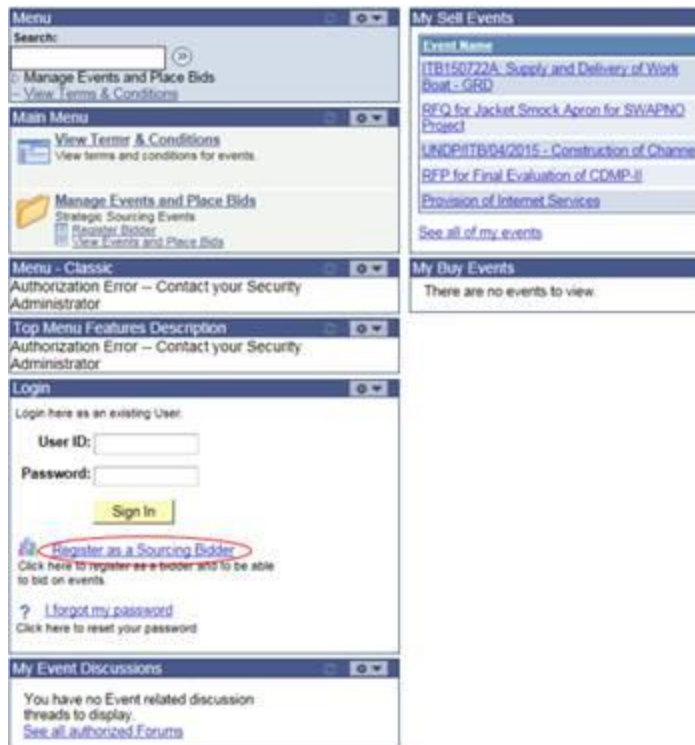 Menu
Search:
Manage Events and Place Bids
View Terms & Conditions
Main Menu
View Terms & Conditions
View terms and conditions for events.
Manage Events and Place Bids
Strategic Sourcing Events
Register Bidder
View Events and Place Bids
Menu - Classic
Authorization Error -- Contact your Security
Administrator
Top Menu Features Description
Authorization Error -- Contact your Security
Administrator
Login
Login here as an existing User.
User ID:
Password:
Sign In
Register as a Sourcing Bidder
Click here to register as a bidder and to be able
to bid on events
? I forgot my password
Click here to reset your password
My Event Discussions
You have no Event related discussion
threads to display.
See all authorized Forums
My Sell Events
Event Name
ITB150722A: Supply and Delivery of Work
Boat - GRD
RFQ for Jacket Smock Apron for SWAPNO
Project
UNDP/ITB/04/2015 - Construction of Channe
RFP for Final Evaluation of CDMP-II
Provision of Internet Services
See all of my events
My Buy Events
There are no events to view.